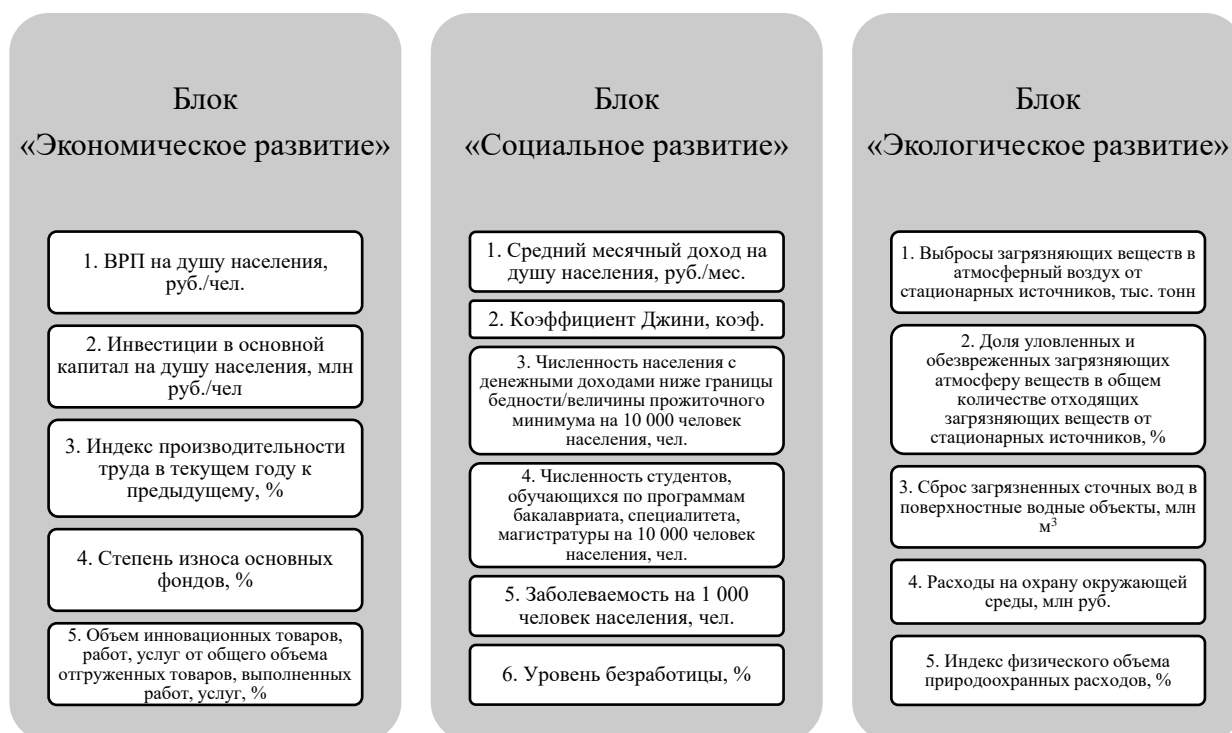 Блок
«Экономическое развитие»
1. ВРП на душу населения,
руб./чел.
2. Инвестиции в основной
капитал на душу населения, млн
руб./чел
3. Индекс производительности
труда в текущем году к
предыдущему, %
4. Степень износа основных
фондов, %
5. Объем инновационных товаров,
работ, услуг от общего объема
отгруженных товаров, выполненных
работ, услуг, %
Блок
«Социальное развитие»
1. Средний месячный доход на
душу населения, руб./мес.
2. Коэффициент Джини, коэф.
3. Численность населения с
денежными доходами ниже границы
бедности/величины прожиточного
минимума на 10 000 человек
населения, чел.
4. Численность студентов,
обучающихся по программам
бакалавриата, специалитета,
магистратуры на 10 000 человек
населения, чел.
5. Заболеваемость на 1 000
человек населения, чел.
6. Уровень безработицы, %
Блок
«Экологическое развитие»
1. Выбросы загрязняющих веществ в
атмосферный воздух от
стационарных источников, тыс. тонн
2. Доля уловленных и
обезвреженных загрязняющих
атмосферу веществ в общем
количестве отходящих
загрязняющих веществ от
стационарных источников, %
3. Сброс загрязненных сточных вод в
поверхностные водные объекты, млн
м³
4. Расходы на охрану окружающей
среды, млн руб.
5. Индекс физического объема
природоохранных расходов, %